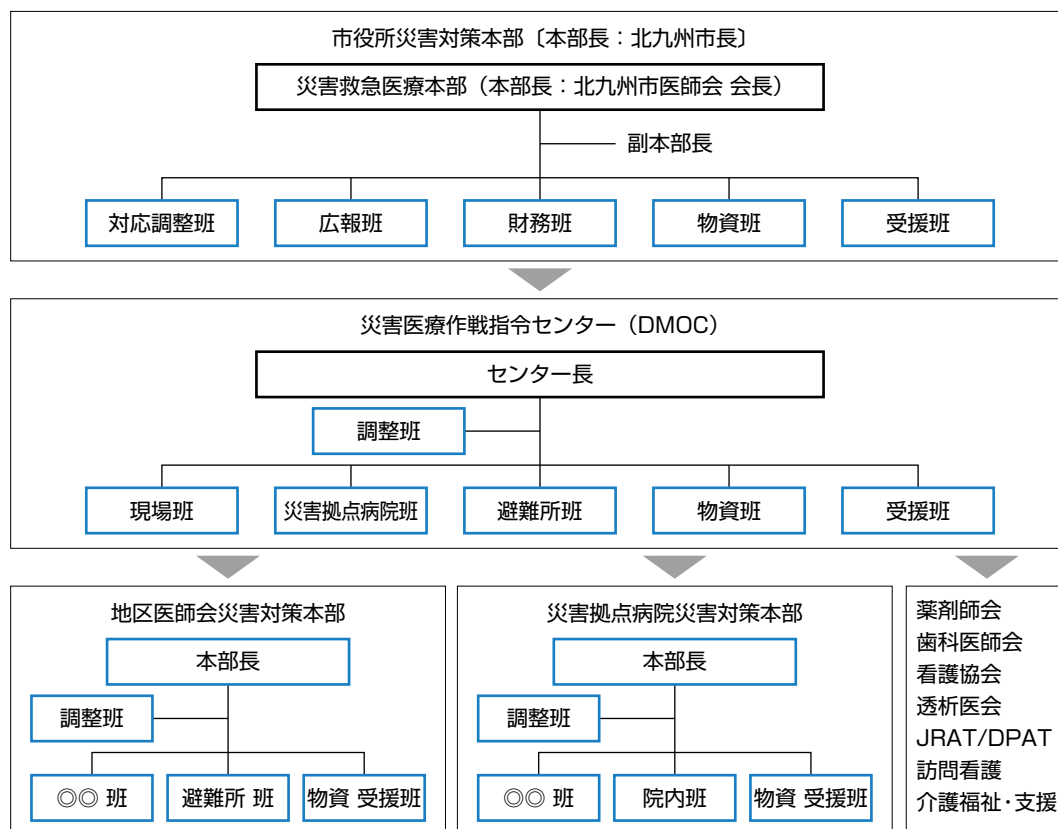 市役所災害対策本部〔本部長：北九州市長〕
災害救急医療本部（本部長：北九州市医師会 会長）
副本部長
対応調整班
広報班
財務班
物資班
受援班
災害医療作戦指令センター（DMOC）
センター長
調整班
現場班
災害拠点病院班
避難所班
物資班
受援班
地区医師会災害対策本部
本部長
調整班
◎◎ 班
避難所 班
物資 受援班
災害拠点病院災害対策本部
本部長
調整班
◎◎ 班
院内班
物資 受援班
薬剤師会
歯科医師会
看護協会
透析医会
JRAT/DPAT
訪問看護
介護福祉・支援